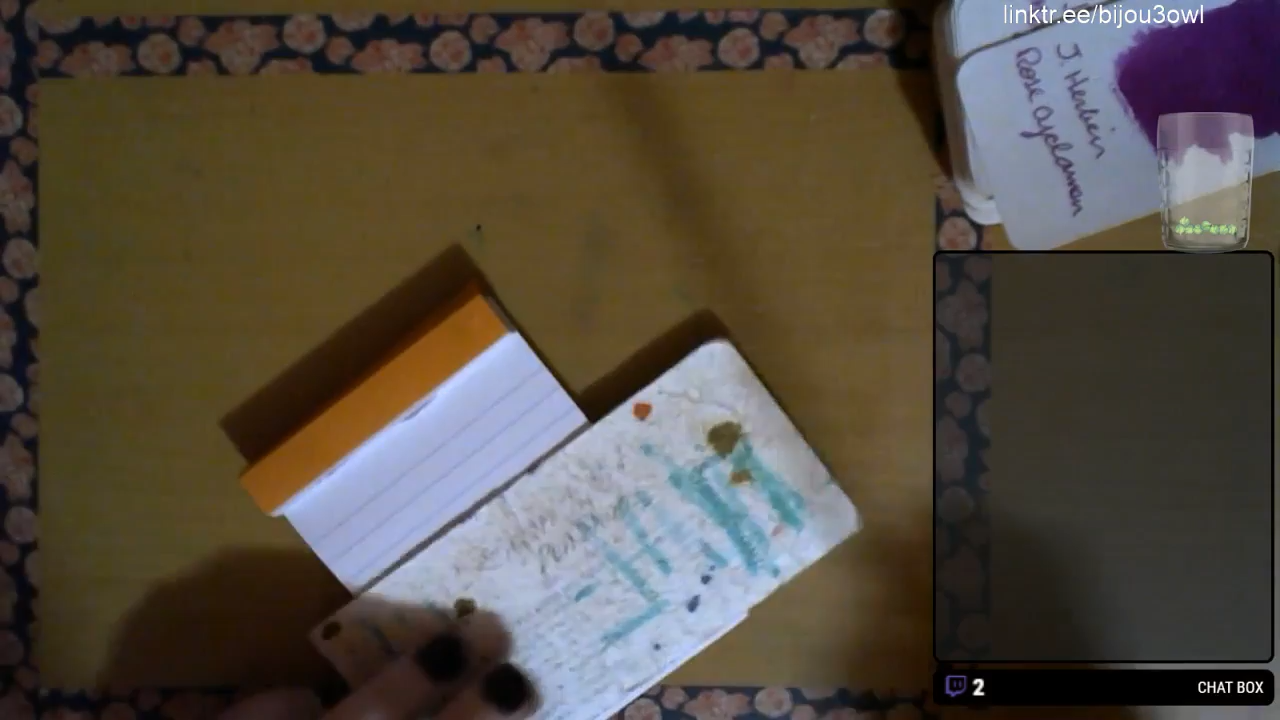 linktr.ee/bijou3owl
J. Herbin
Rose Cyclamen
2
CHAT BOX